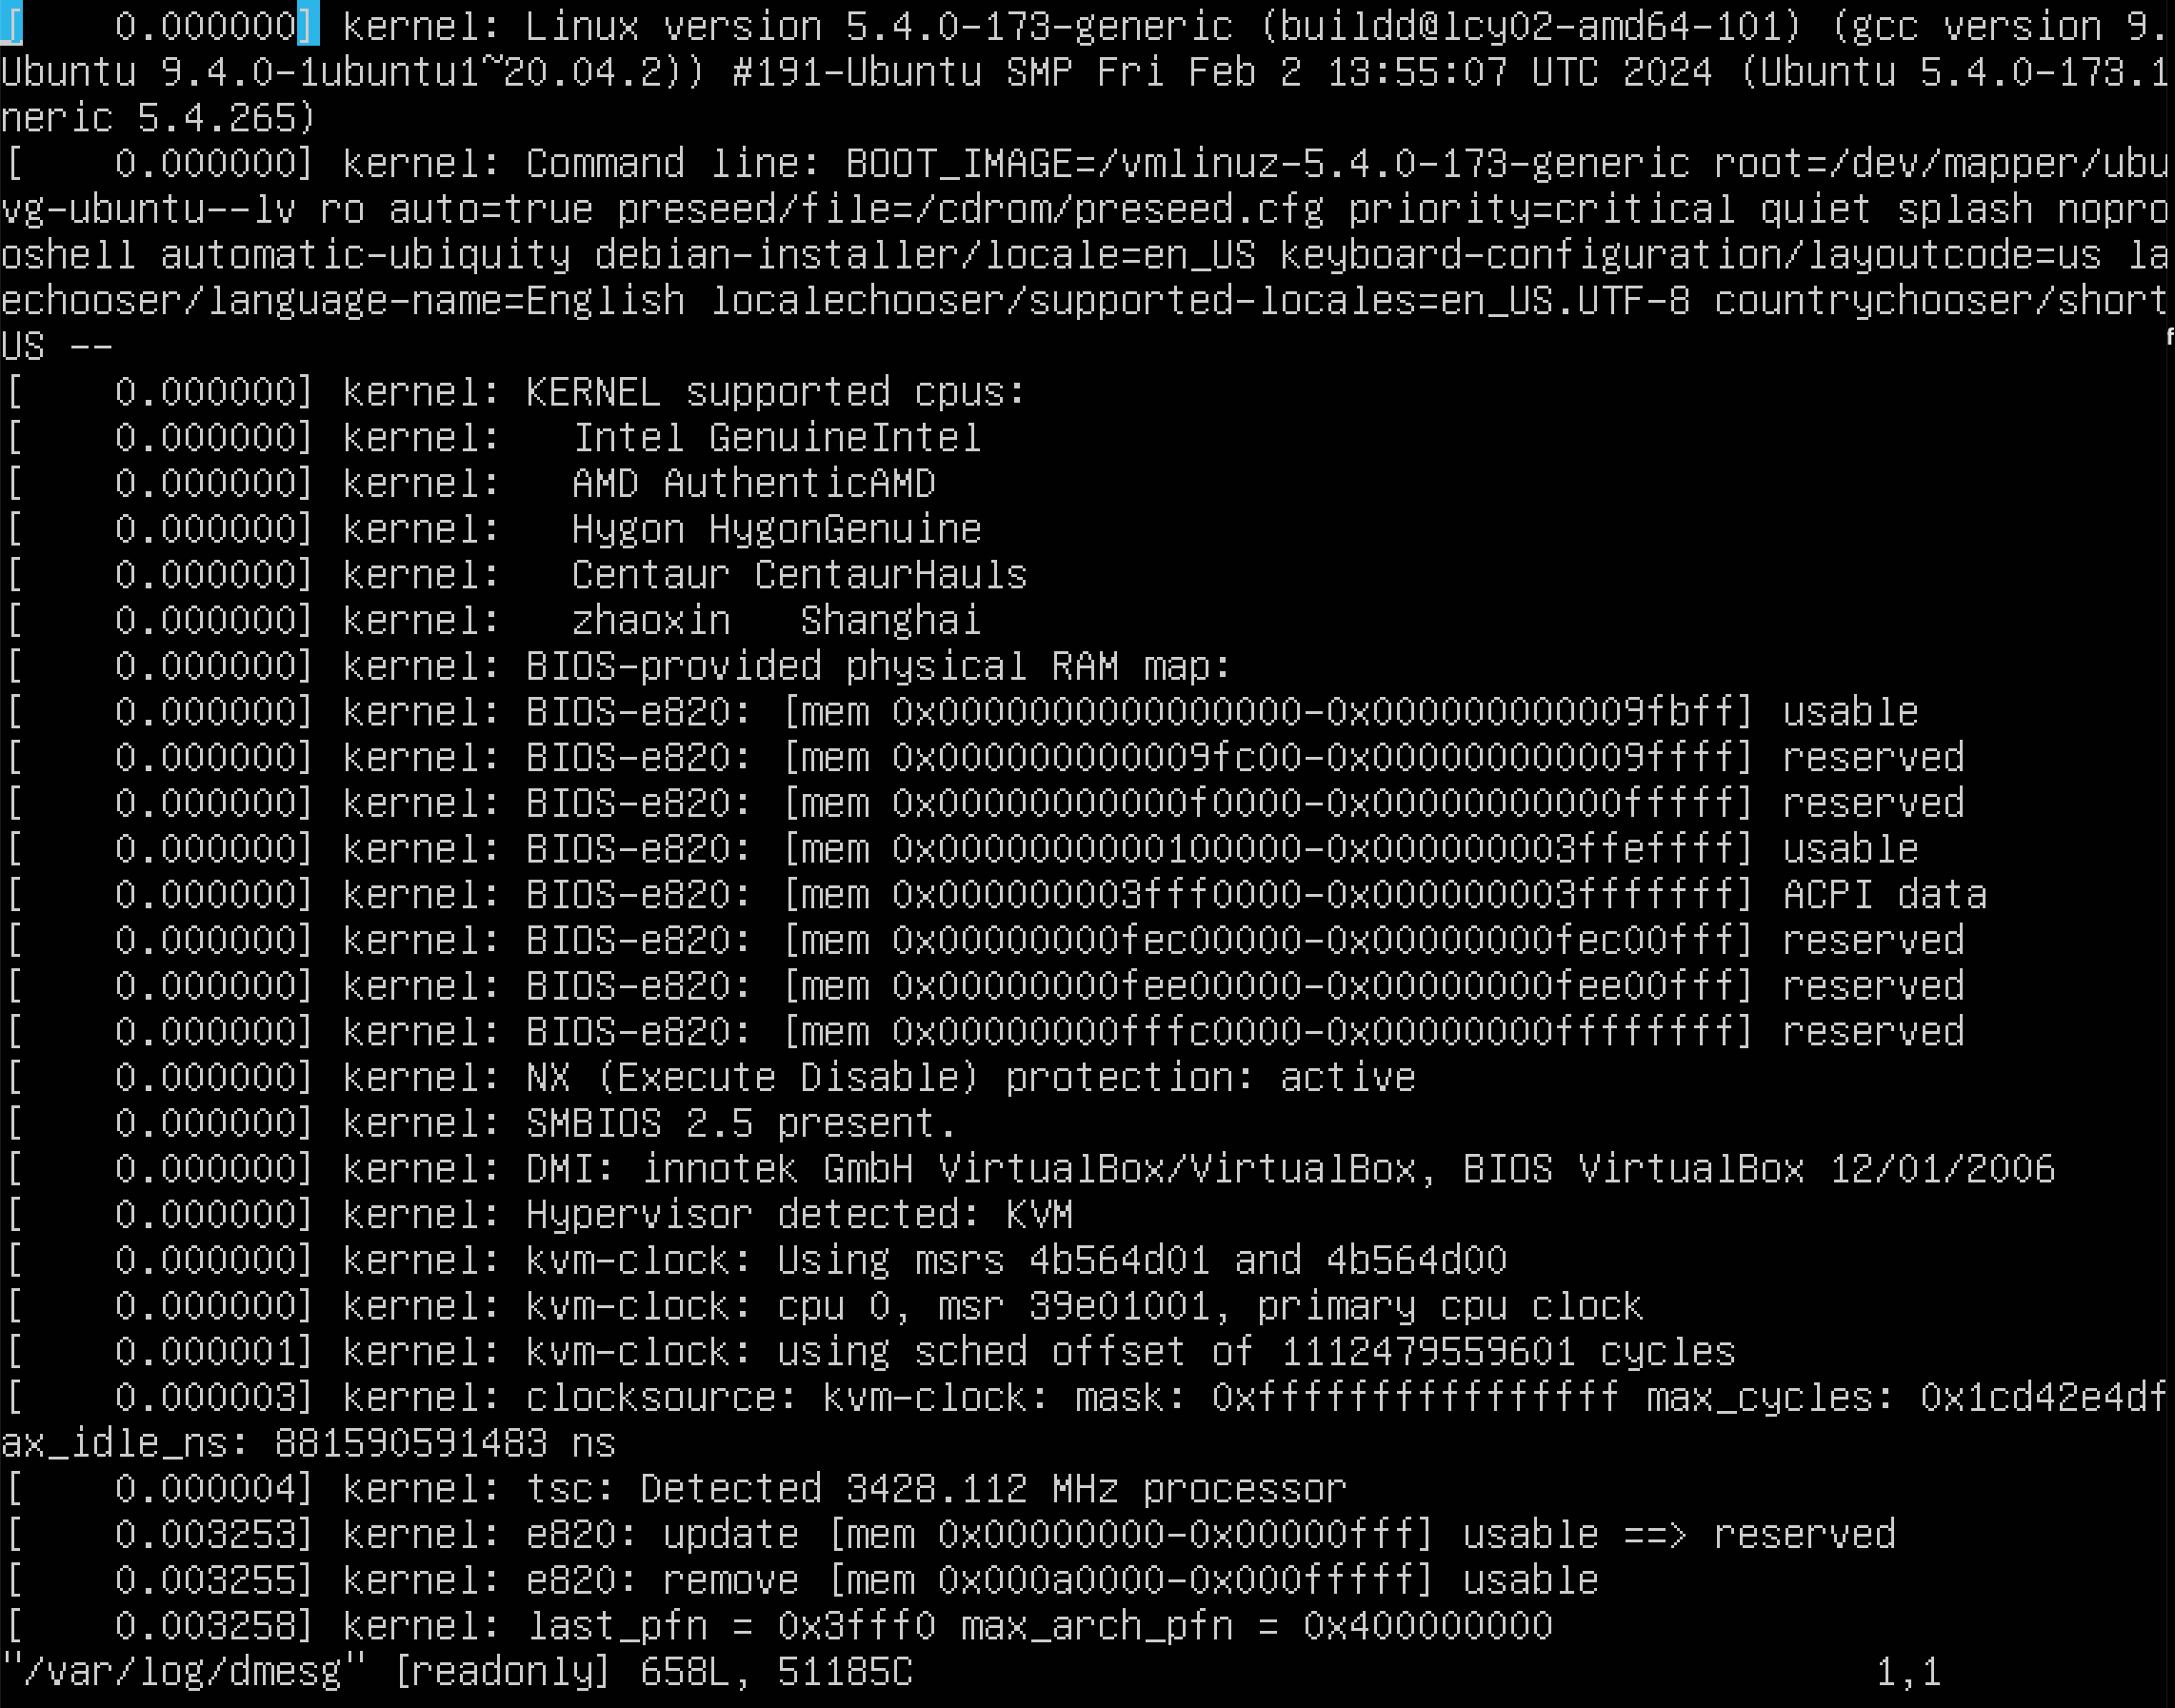 [    0.000000] kernel: Linux version 5.4.0-173-generic (buildd@lcy02-amd64-101) (gcc version 9.
Ubuntu 9.4.0-1ubuntu1~20.04.2)) #191-Ubuntu SMP Fri Feb 2 13:55:07 UTC 2024 (Ubuntu 5.4.0-173.1
neric 5.4.265)
[    0.000000] kernel: Command line: BOOT_IMAGE=/vmlinuz-5.4.0-173-generic root=/dev/mapper/ubu
vg-ubuntu--lv ro auto=true preseed/file=/cdrom/preseed.cfg priority=critical quiet splash nopro
oshell automatic-ubiquity debian-installer/locale=en_US keyboard-configuration/layoutcode=us la
echooser/language-name=English localechooser/supported-locales=en_US.UTF-8 countrychooser/short
US --
[    0.000000] kernel: KERNEL supported cpus:
[    0.000000] kernel:   Intel GenuineIntel
[    0.000000] kernel:   AMD AuthenticAMD
[    0.000000] kernel:   Hygon HygonGenuine
[    0.000000] kernel:   Centaur CentaurHauls
[    0.000000] kernel:   zhaoxin   Shanghai
[    0.000000] kernel: BIOS-provided physical RAM map:
[    0.000000] kernel: BIOS-e820: [mem 0x0000000000000000-0x000000000009fbff] usable
[    0.000000] kernel: BIOS-e820: [mem 0x000000000009fc00-0x000000000009ffff] reserved
[    0.000000] kernel: BIOS-e820: [mem 0x00000000000f0000-0x00000000000fffff] reserved
[    0.000000] kernel: BIOS-e820: [mem 0x0000000000100000-0x000000003ffeffff] usable
[    0.000000] kernel: BIOS-e820: [mem 0x000000003fff0000-0x000000003fffffff] ACPI data
[    0.000000] kernel: BIOS-e820: [mem 0x00000000fec00000-0x00000000fec00fff] reserved
[    0.000000] kernel: BIOS-e820: [mem 0x00000000fee00000-0x00000000fee00fff] reserved
[    0.000000] kernel: BIOS-e820: [mem 0x00000000fffc0000-0x00000000ffffffff] reserved
[    0.000000] kernel: NX (Execute Disable) protection: active
[    0.000000] kernel: SMBIOS 2.5 present.
[    0.000000] kernel: DMI: innotek GmbH VirtualBox/VirtualBox, BIOS VirtualBox 12/01/2006
[    0.000000] kernel: Hypervisor detected: KVM
[    0.000000] kernel: kvm-clock: Using msrs 4b564d01 and 4b564d00
[    0.000000] kernel: kvm-clock: cpu 0, msr 39e01001, primary cpu clock
[    0.000001] kernel: kvm-clock: using sched offset of 1112479559601 cycles
[    0.000003] kernel: clocksource: kvm-clock: mask: 0xffffffffffffffff max_cycles: 0x1cd42e4df
ax_idle_ns: 881590591483 ns
[    0.000004] kernel: tsc: Detected 3428.112 MHz processor
[    0.003253] kernel: e820: update [mem 0x00000000-0x00000fff] usable ==> reserved
[    0.003255] kernel: e820: remove [mem 0x000a0000-0x000fffff] usable
[    0.003258] kernel: last_pfn = 0x3fff0 max_arch_pfn = 0x400000000
"/var/log/dmesg" [readonly] 658L, 51185C                                          1,1